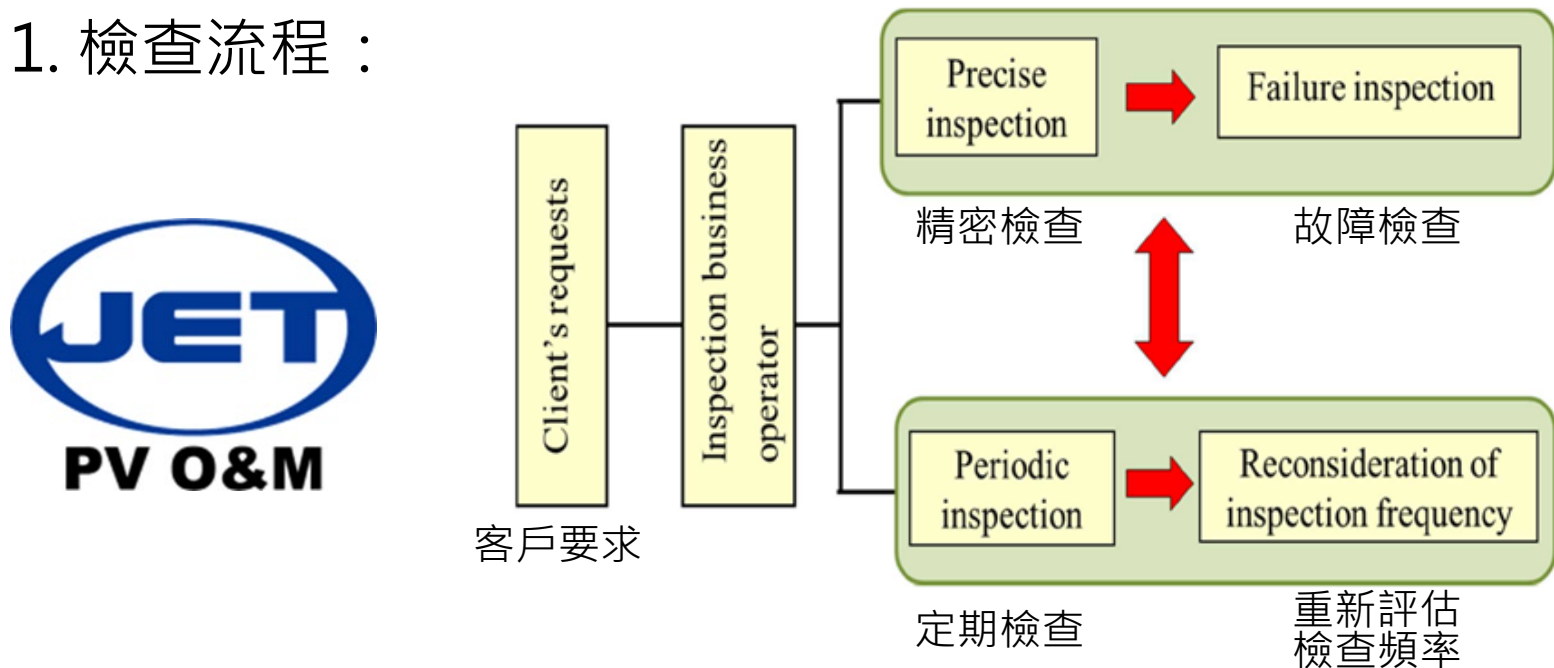 1. 檢查流程：
JET
PV O&M
Client's requests
客戶要求
Inspection business
operator
Precise
inspection
Failure inspection
精密檢查
故障檢查
Periodic
inspection
Reconsideration of
inspection frequency
定期檢查
重新評估
檢查頻率